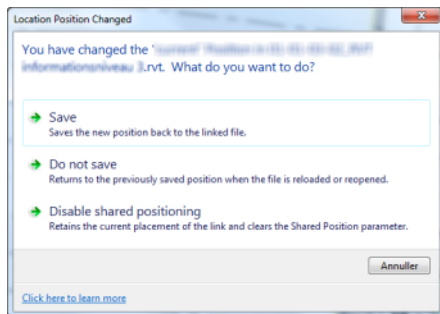 Location Position Changed
You have changed the '
3.rvt. What do you want to do?
Save
Saves the new position back to the linked file.
Do not save
Returns to the previously saved position when the file is reloaded or reopened.
Disable shared positioning
Retains the current placement of the link and clears the Shared Position parameter.
Annuller
Click here to learn more